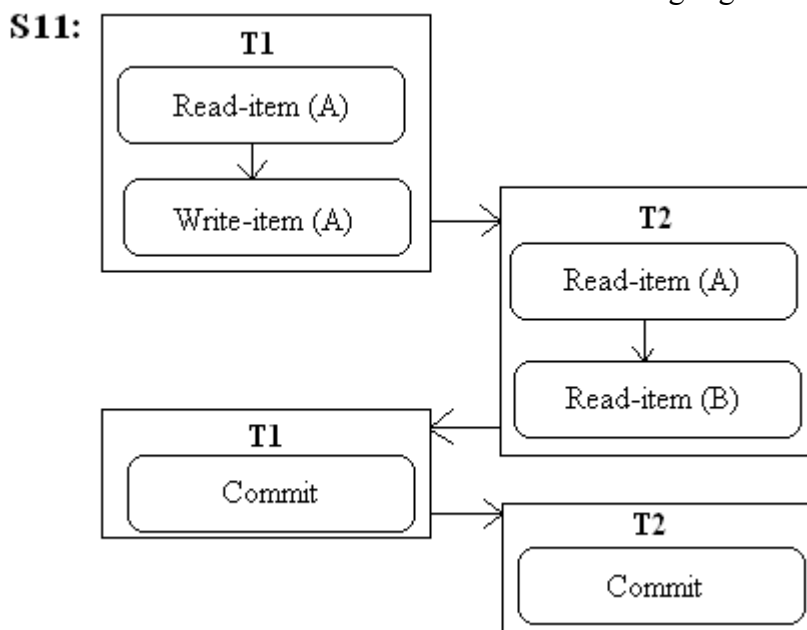 S11:
T1
Read-item (A)
Write-item (A)
T2
Read-item (A)
Read-item (B)
T1
Commit
T2
Commit